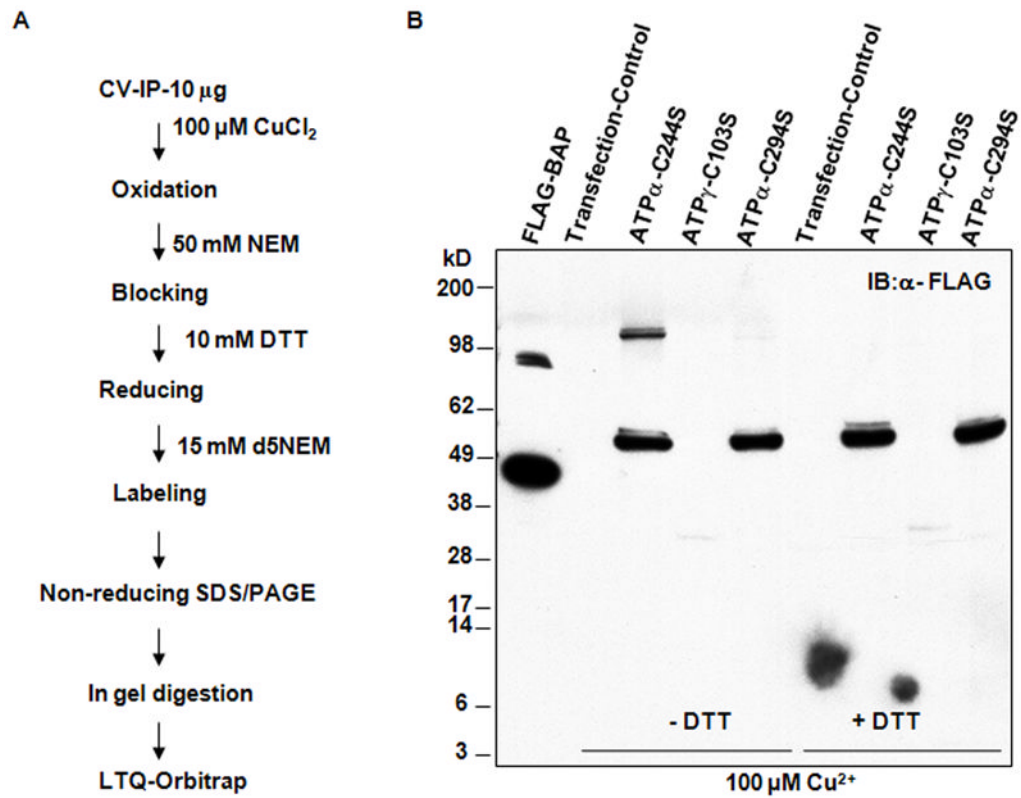 A
CV-IP-10 µg
100 µM CuCl₂
Oxidation
50 mM NEM
Blocking
10 mM DTT
Reducing
15 mM d5NEM
Labeling
Non-reducing SDS/PAGE
In gel digestion
LTQ-Orbitrap
B
FLAG-BAP
Transfection-Control
ATPα-C244S
ATPγ-C103S
ATPα-C294S
Transfection-Control
ATPα-C244S
ATPγ-C103S
ATPα-C294S
kD
200
98
62
49
38
28
17
14
6
3
IB:α- FLAG
- DTT
+ DTT
100 µM Cu²⁺